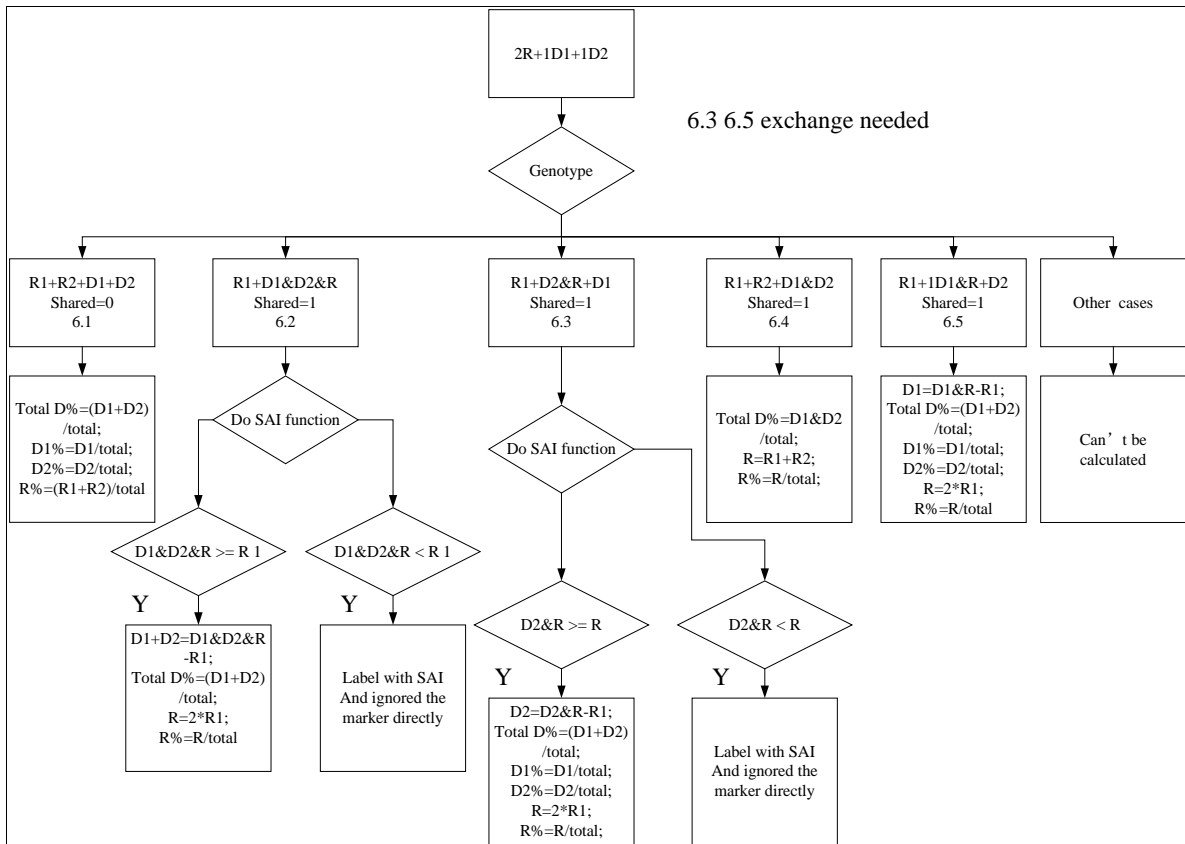 2R+1D1+1D2
6.3 6.5 exchange needed
Genotype
R1+R2+D1+D2
Shared=0
6.1
R1+D1&D2&R
Shared=1
6.2
R1+D2&R+D1
Shared=1
6.3
R1+R2+D1&D2
Shared=1
6.4
R1+1D1&R+D2
Shared=1
6.5
Other cases
Total D%=(D1+D2)
/total;
D1%=D1/total;
D2%=D2/total;
R%=(R1+R2)/total
Do SAI function
Do SAI function
Total D%=D1&D2
/total;
R=R1+R2;
R%=R/total;
D1=D1&R-R1;
Total D%=(D1+D2)
/total;
D1%=D1/total;
D2%=D2/total;
R=2*R1;
R%=R/total
Can't be
calculated
D1&D2&R >= R 1
D1&D2&R < R 1
D2&R >= R
D2&R < R
Y
Y
Y
Y
D1+D2=D1&D2&R
-R1;
Total D%=(D1+D2)
/total;
R=2*R1;
R%=R/total
Label with SAI
And ignored the
marker directly
D2=D2&R-R1;
Total D%=(D1+D2)
/total;
D1%=D1/total;
D2%=D2/total;
R=2*R1;
R%=R/total;
Label with SAI
And ignored the
marker directly